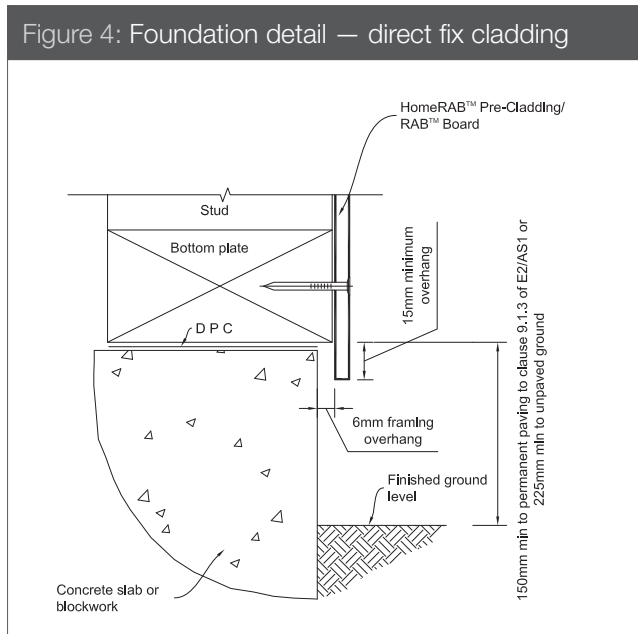 Figure 4: Foundation detail — direct fix cladding
HomeRAB™ Pre-Cladding/
RAB™ Board
Stud
Bottom plate
15mm minimum
overhang
D P C
6mm framing
overhang
Finished ground
level
150mm min to permanent paving to clause 9.1.3 of E2/AS1 or
225mm min to unpaved ground
Concrete slab or
blockwork